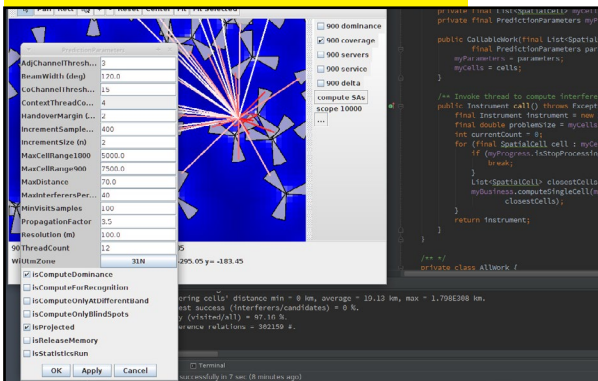 Pan Rect Reset Center Fit Fit Selected
PredictionParameters
AdjChannelThresh... 3
BeamWidth (deg) 120.0
CoChannelThresh... 15
ContextThreadCo... 4
HandoverMargin (... 2
IncrementSample... 400
IncrementSize (n) 2
MaxCellRange1800 5000.0
MaxCellRange900 7500.0
MaxDistance 70.0
MaxInterferersPer... 40
MinVisitSamples 100
PropagationFactor 3.5
Resolution (m) 100.0
ThreadCount 12
UtmZone 31N
isComputeDominance
isComputeForRecognition
isComputeOnlyAtDifferentBand
isComputeOnlyBlindSpots
isProjected
isReleaseMemory
isStatisticsRun
OK Apply Cancel
900 dominance
900 coverage
900 servers
900 service
900 delta
compute SAs
scope 10000
...
295.05 y= -183.45
private final List<SpatialCell> myCells
private final PredictionParameters myP
public CallableWork(final List<Spatial
final PredictionParameters par
myParameters = parameters;
myCells = cells;
}
/** Invoke thread to compute interfere
public Instrument call() throws Except
final Instrument instrument = new
final double problemSize = myCells
int currentCount = 0;
for (final SpatialCell cell : myCe
if (myProgress.isStopProcessin
break;
}
List<SpatialCell> closestCells
myBusiness.computeSingleCell(n
closestCells);
}
return instrument;
}
}
/** */
private class AllWork {
ering cells' distance min = 0 km, average = 19.13 km, max = 1.798E308 km.
est success (interferers/candidates) = 0 %.
y (visited/all) = 97.16 %.
erence relations = 302159 #.
Terminal
successfully in 7 sec (8 minutes ago)